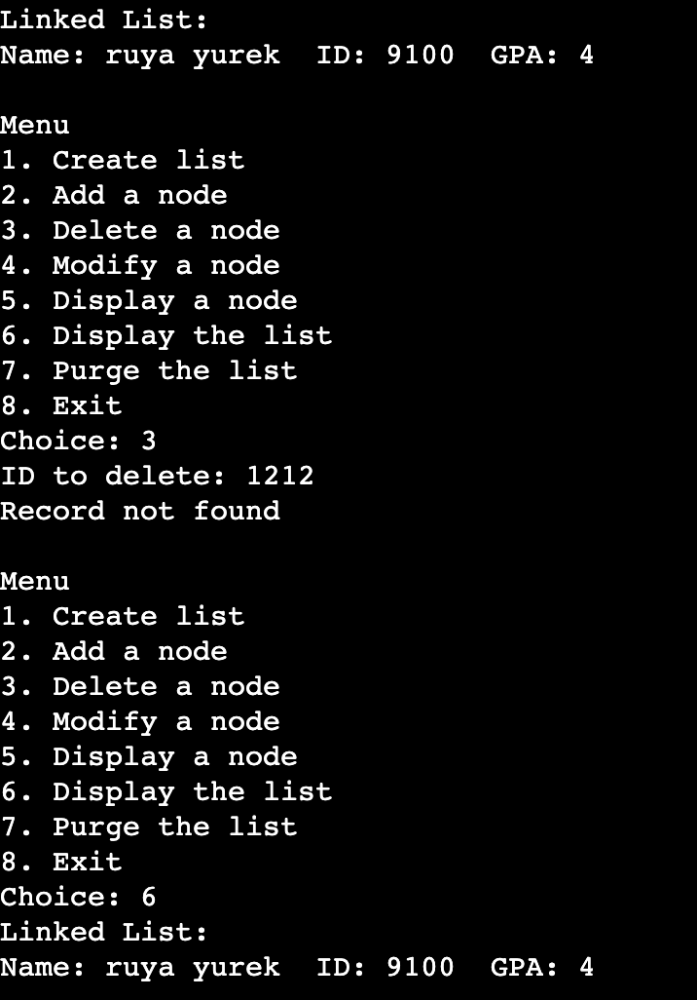 Linked List:
Name: ruya yurek  ID: 9100  GPA: 4
Menu
1. Create list
2. Add a node
3. Delete a node
4. Modify a node
5. Display a node
6. Display the list
7. Purge the list
8. Exit
Choice: 3
ID to delete: 1212
Record not found
Menu
1. Create list
2. Add a node
3. Delete a node
4. Modify a node
5. Display a node
6. Display the list
7. Purge the list
8. Exit
Choice: 6
Linked List:
Name: ruya yurek  ID: 9100  GPA: 4